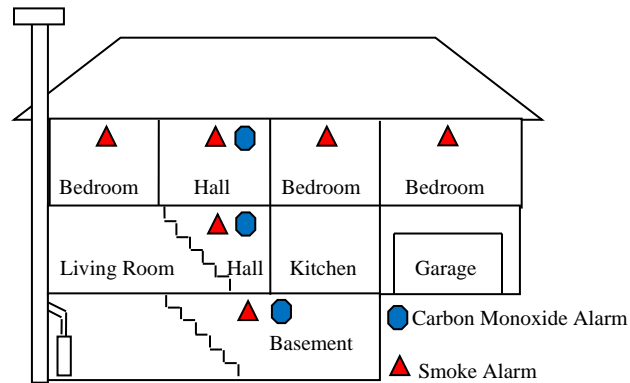 Bedroom Hall Bedroom Bedroom
Living Room Hall Kitchen Garage
Carbon Monoxide Alarm
Basement
Smoke Alarm